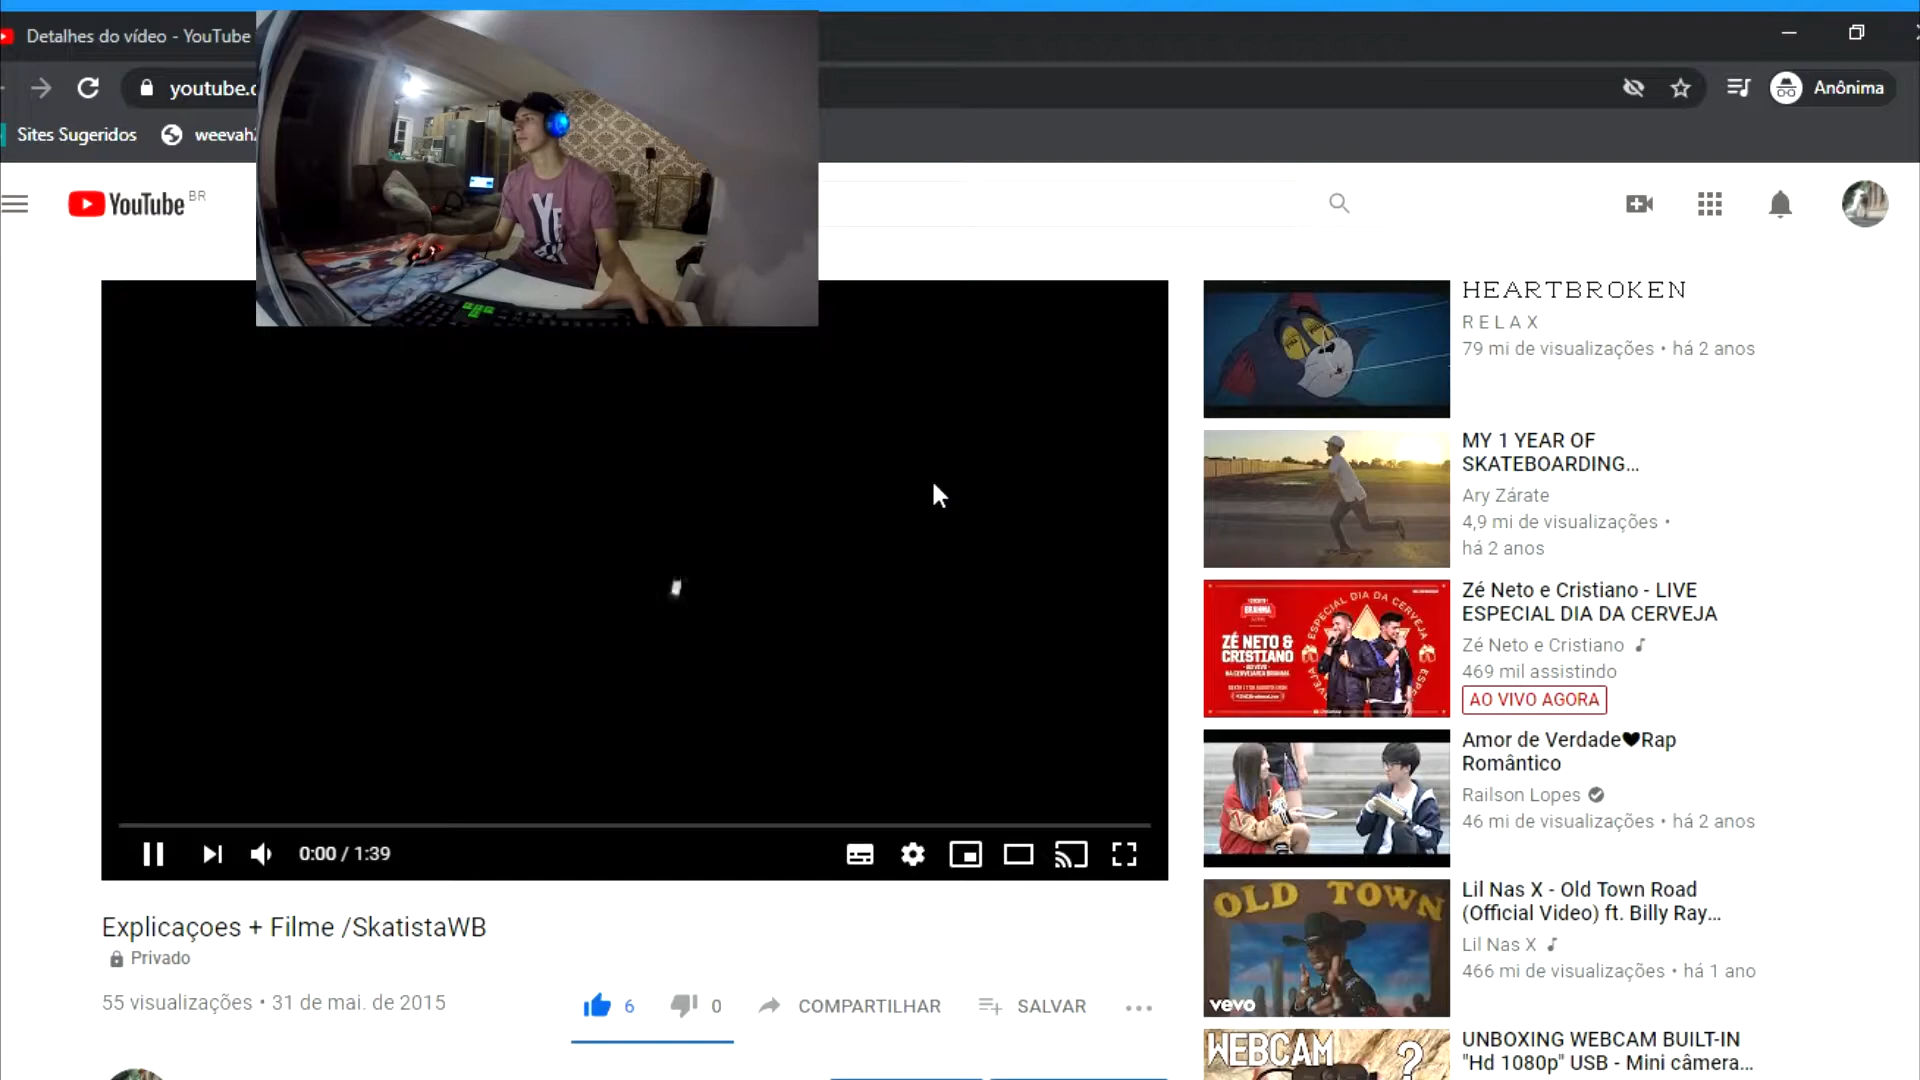 Detalhes do vídeo - YouTube
youtube.c
Anônima
Sites Sugeridos
weevah2
YouTube BR
YE
HEARTBROKEN
RELAX
79 mi de visualizações • há 2 anos
MY 1 YEAR OF
SKATEBOARDING...
Ary Zárate
4,9 mi de visualizações •
há 2 anos
ESPECIAL DIA DA CERVEJA
ZÉ NETO &
CRISTIANO
Zé Neto e Cristiano - LIVE
ESPECIAL DIA DA CERVEJA
Zé Neto e Cristiano
469 mil assistindo
AO VIVO AGORA
Amor de Verdade🖤Rap
Romântico
Railson Lopes
46 mi de visualizações • há 2 anos
OLD TOWN
vevo
Lil Nas X - Old Town Road
(Official Video) ft. Billy Ray...
Lil Nas X
466 mi de visualizações • há 1 ano
WEBCAM ?
UNBOXING WEBCAM BUILT-IN
"Hd 1080p" USB - Mini câmera...
0:00 / 1:39
Explicaçoes + Filme /SkatistaWB
Privado
55 visualizações • 31 de mai. de 2015
6
0
COMPARTILHAR
SALVAR